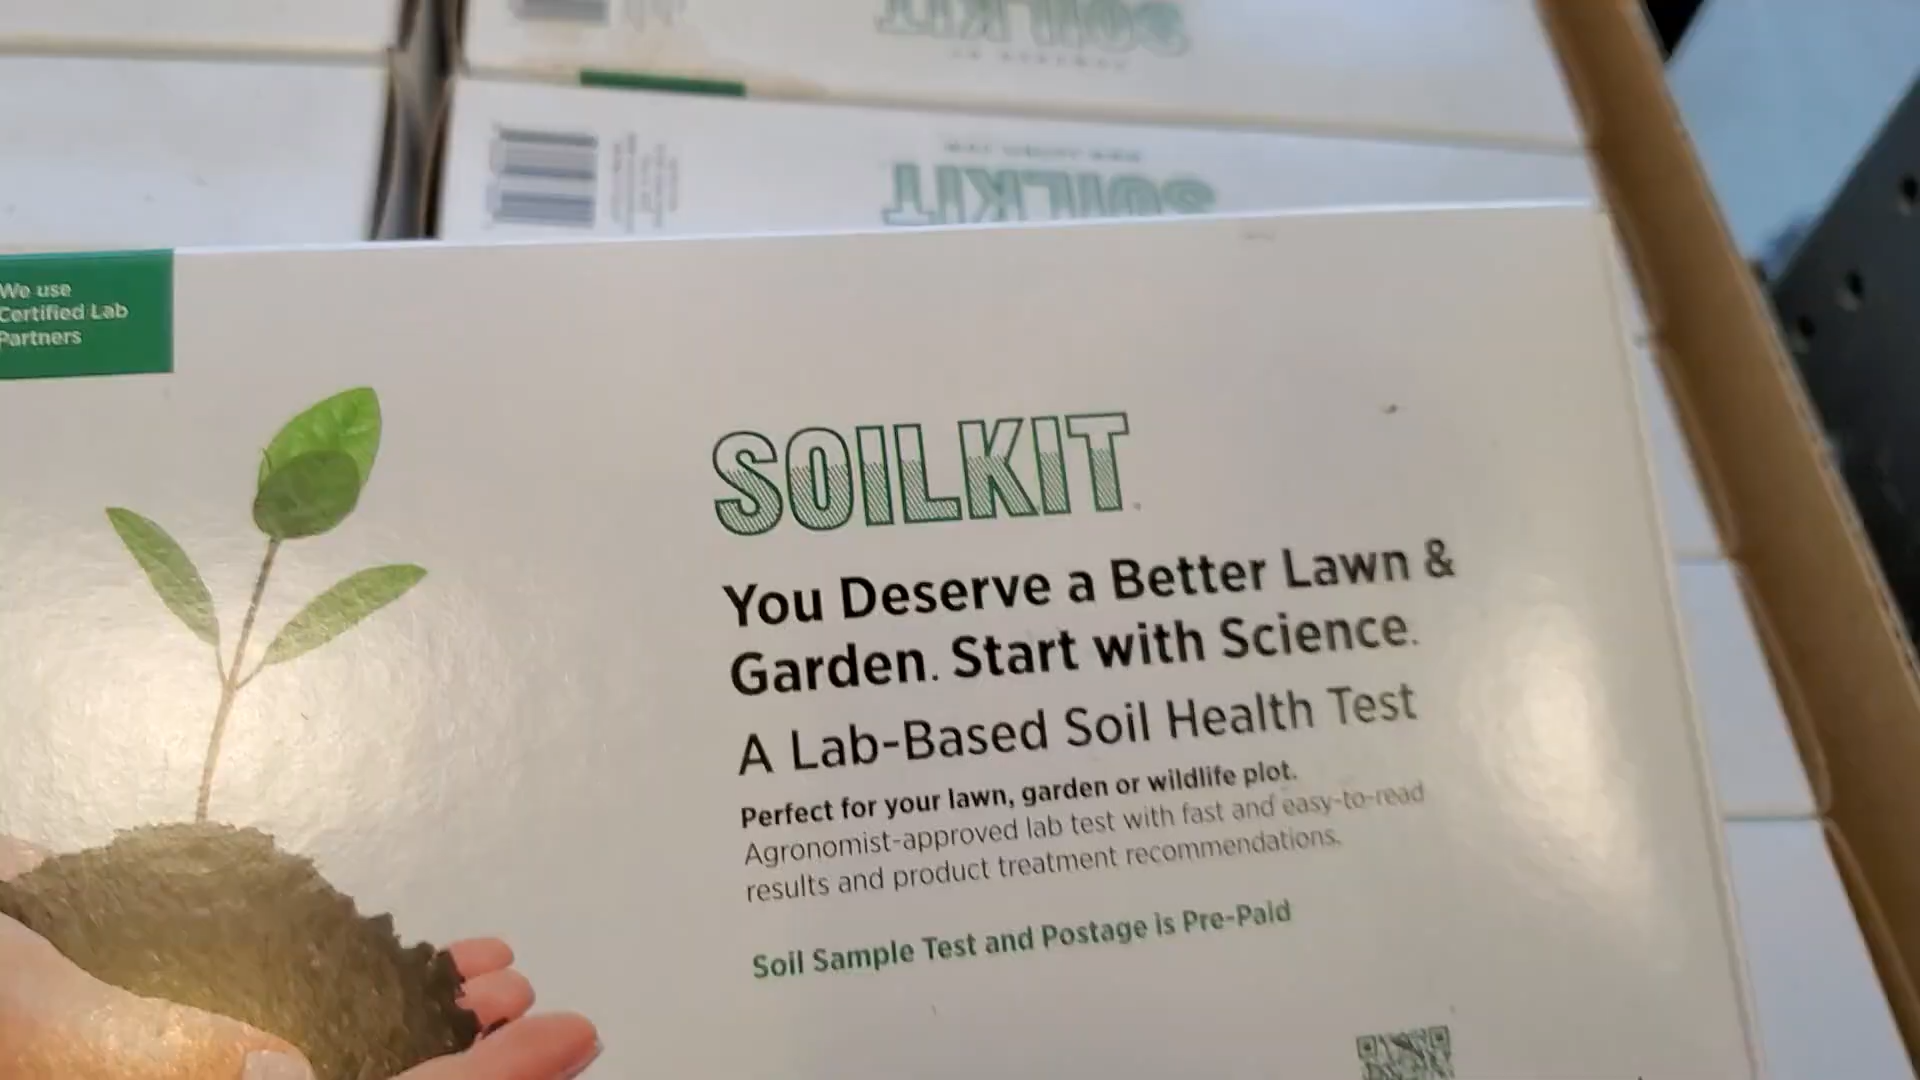 SOILKIT
SOILKIT
We use
Certified Lab
Partners
SOILKIT
You Deserve a Better Lawn &
Garden. Start with Science.
A Lab-Based Soil Health Test
Perfect for your lawn, garden or wildlife plot.
Agronomist-approved lab test with fast and easy-to-read
results and product treatment recommendations.
Soil Sample Test and Postage is Pre-Paid